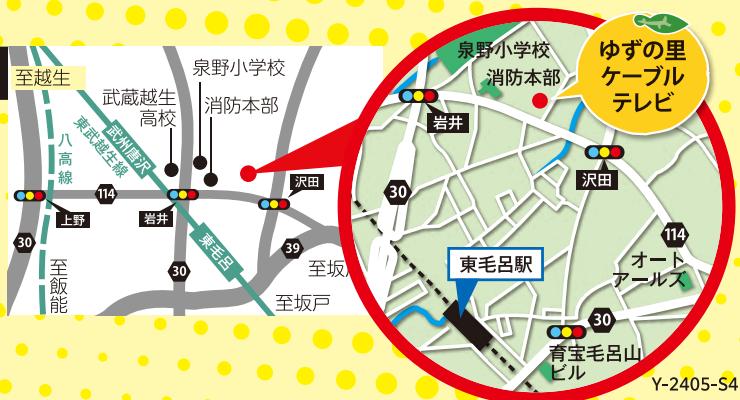 至越生
武蔵越生
高校
泉野小学校
消防本部
八高線
東武越生線
武州唐沢
114
上野
岩井
沢田
30
30
39
東毛呂
至飯能
至坂戸
泉野小学校
消防本部
ゆずの里
ケーブル
テレビ
岩井
沢田
30
114
オート
アールズ
東毛呂駅
30
育宝毛呂山
ビル
Y-2405-S4